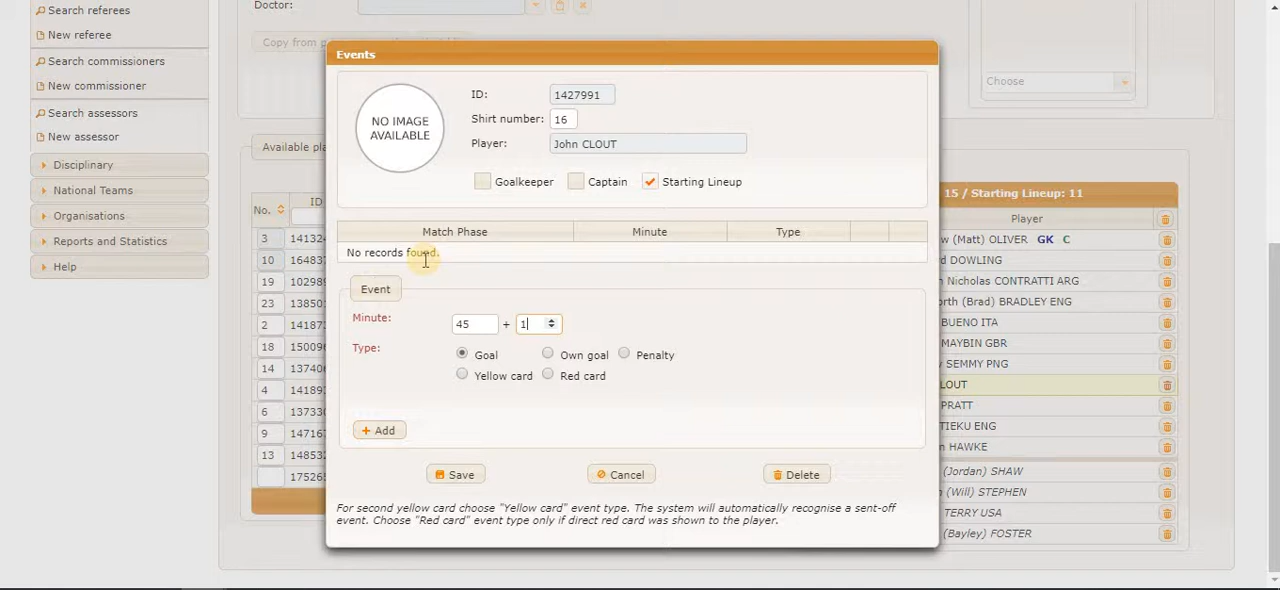 Search referees
New referee
Search commissioners
New commissioner
Search assessors
New assessor
Disciplinary
National Teams
Organisations
Reports and Statistics
Help
Doctor:
Copy from
Choose
Available
No.
ID
3
10
19
23
2
18
14
4
6
9
13
Events
NO IMAGE
AVAILABLE
ID: 1427991
Shirt number: 16
Player: John CLOUT
Goalkeeper Captain Starting Lineup
Match Phase Minute Type
No records found.
Event
Minute: 45 + 1
Type: Goal Own goal Penalty
Yellow card Red card
+ Add
Save Cancel Delete
For second yellow card choose "Yellow card" event type. The system will automatically recognise a sent-off
event. Choose "Red card" event type only if direct red card was shown to the player.
15 / Starting Lineup: 11
Player
(Matt) OLIVER GK C
DOWLING
Nicholas CONTRATTI ARG
(Brad) BRADLEY ENG
BUENO ITA
MAYBIN GBR
SEMMY PNG
PRATT
ENG
HAWKE
(Jordan) SHAW
(Will) STEPHEN
TERRY USA
(Bayley) FOSTER